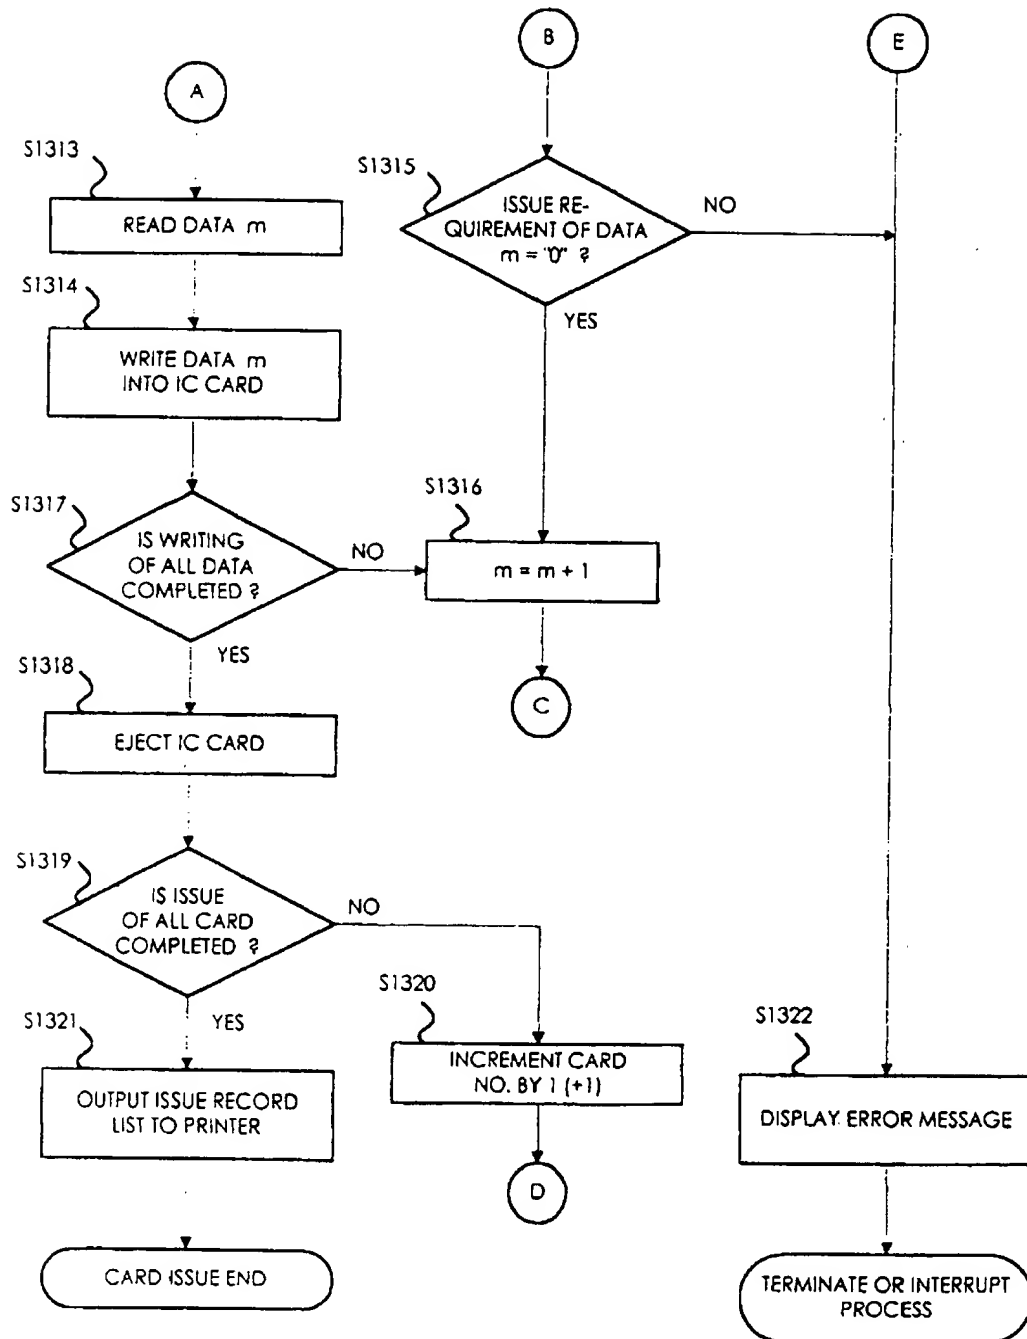 B
E
A
S1313
READ DATA m
S1315
ISSUE RE-
QUIREMENT OF DATA
m = "0" ?
NO
YES
S1314
WRITE DATA m
INTO IC CARD
S1317
IS WRITING
OF ALL DATA
COMPLETED ?
NO
YES
S1316
m = m + 1
C
S1318
EJECT IC CARD
S1319
IS ISSUE
OF ALL CARD
COMPLETED ?
NO
YES
S1320
INCREMENT CARD
NO. BY 1 (+1)
D
S1321
OUTPUT ISSUE RECORD
LIST TO PRINTER
CARD ISSUE END
S1322
DISPLAY ERROR MESSAGE
TERMINATE OR INTERRUPT
PROCESS